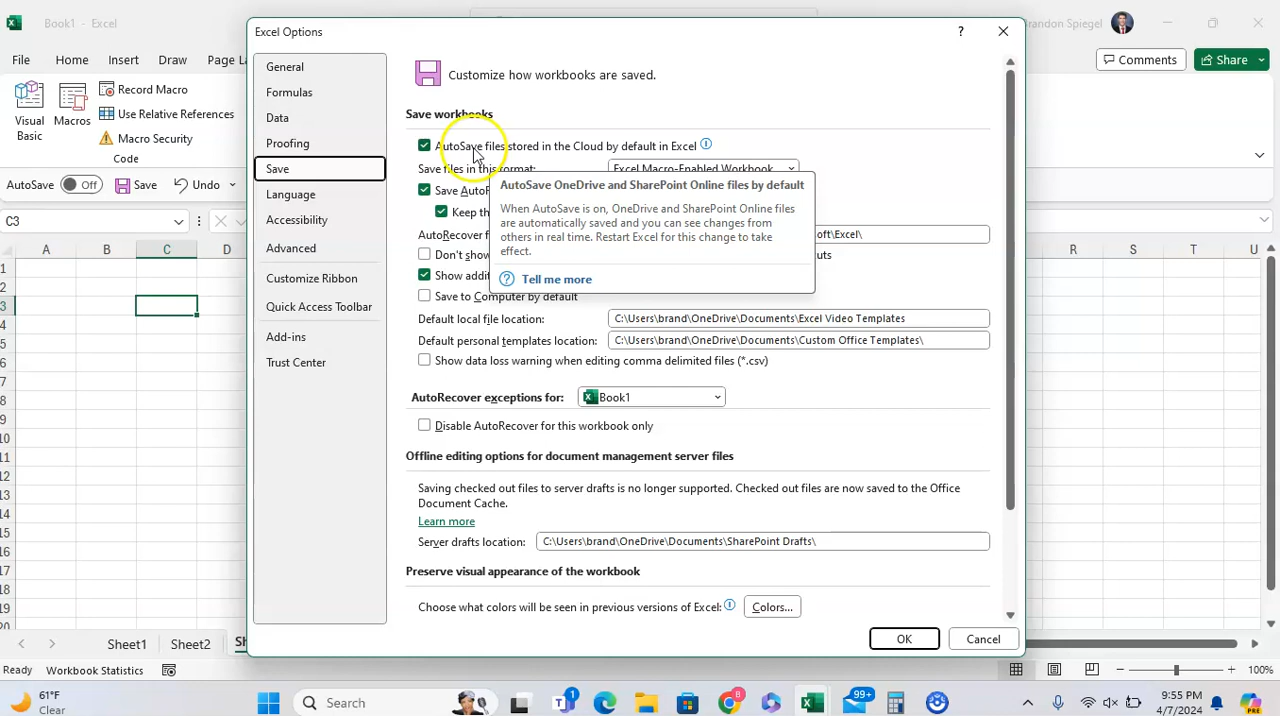 Book1 - Excel
Excel Options
?
Brandon Spiegel
File
Home
Insert
Draw
Page La
Comments
Share
Visual Basic
Macros
Record Macro
Use Relative References
Macro Security
Code
AutoSave
Off
Save
Undo
C3
A
B
C
D
R
S
T
U
1
2
3
4
5
6
7
8
9
10
11
12
13
14
15
16
17
18
19
20
General
Formulas
Data
Proofing
Save
Language
Accessibility
Advanced
Customize Ribbon
Quick Access Toolbar
Add-ins
Trust Center
Customize how workbooks are saved.
Save workbooks
AutoSave files stored in the Cloud by default in Excel
Save files in this format:
Excel Macro-Enabled Workbook
Save AutoR
Keep th
AutoRecover f
oft\Excel\
Don't show
uts
Show addit
Save to Computer by default
AutoSave OneDrive and SharePoint Online files by default
When AutoSave is on, OneDrive and SharePoint Online files
are automatically saved and you can see changes from
others in real time. Restart Excel for this change to take
effect.
? Tell me more
Default local file location:
C:\Users\brand\OneDrive\Documents\Excel Video Templates
Default personal templates location:
C:\Users\brand\OneDrive\Documents\Custom Office Templates\
Show data loss warning when editing comma delimited files (*.csv)
AutoRecover exceptions for:
Book1
Disable AutoRecover for this workbook only
Offline editing options for document management server files
Saving checked out files to server drafts is no longer supported. Checked out files are now saved to the Office
Document Cache.
Learn more
Server drafts location:
C:\Users\brand\OneDrive\Documents\SharePoint Drafts\
Preserve visual appearance of the workbook
Choose what colors will be seen in previous versions of Excel:
Colors...
OK
Cancel
Sheet1
Sheet2
Sh
Ready
Workbook Statistics
100%
61°F
Clear
Search
1
8
99+
9:55 PM
4/7/2024